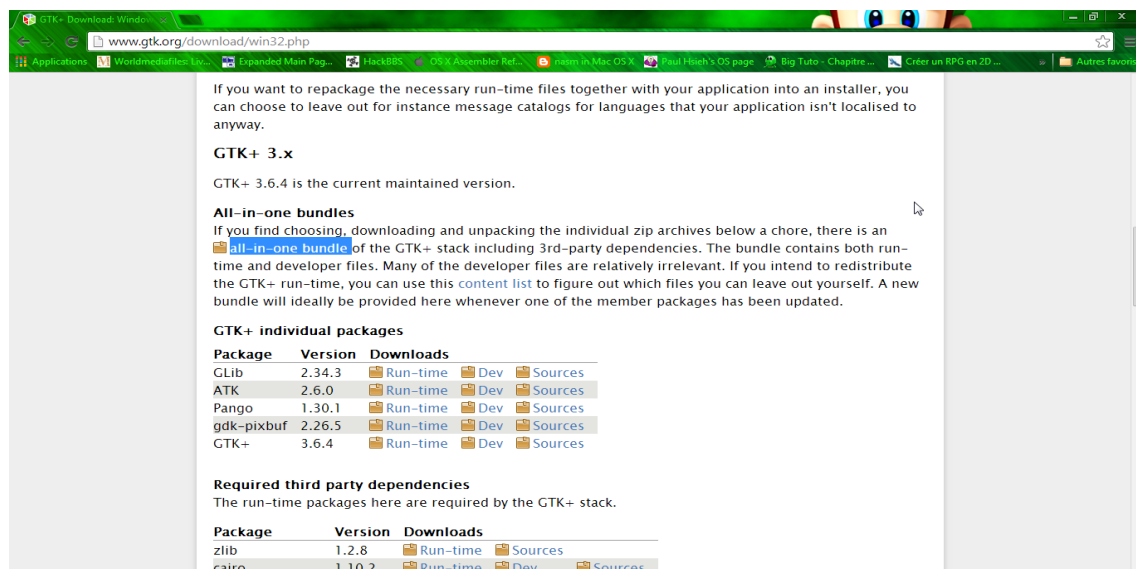 GTK+ Download: Window
www.gtk.org/download/win32.php
Applications Worldmediafiles: Liv... Expanded Main Pag... HackBBS OS X Assembler Ref... nasm in Mac OS X Paul Hsieh's OS page Big Tuto - Chapitre ... Créer un RPG en 2D ... » Autres favoris
If you want to repackage the necessary run-time files together with your application into an installer, you
can choose to leave out for instance message catalogs for languages that your application isn't localised to
anyway.
GTK+ 3.x
GTK+ 3.6.4 is the current maintained version.
All-in-one bundles
If you find choosing, downloading and unpacking the individual zip archives below a chore, there is an
all-in-one bundle of the GTK+ stack including 3rd-party dependencies. The bundle contains both run-
time and developer files. Many of the developer files are relatively irrelevant. If you intend to redistribute
the GTK+ run-time, you can use this content list to figure out which files you can leave out yourself. A new
bundle will ideally be provided here whenever one of the member packages has been updated.
GTK+ individual packages
Package Version Downloads
GLib 2.34.3 Run-time Dev Sources
ATK 2.6.0 Run-time Dev Sources
Pango 1.30.1 Run-time Dev Sources
gdk-pixbuf 2.26.5 Run-time Dev Sources
GTK+ 3.6.4 Run-time Dev Sources
Required third party dependencies
The run-time packages here are required by the GTK+ stack.
Package Version Downloads
zlib 1.2.8 Run-time Sources
cairo 1.10.2 Run-time Dev Sources